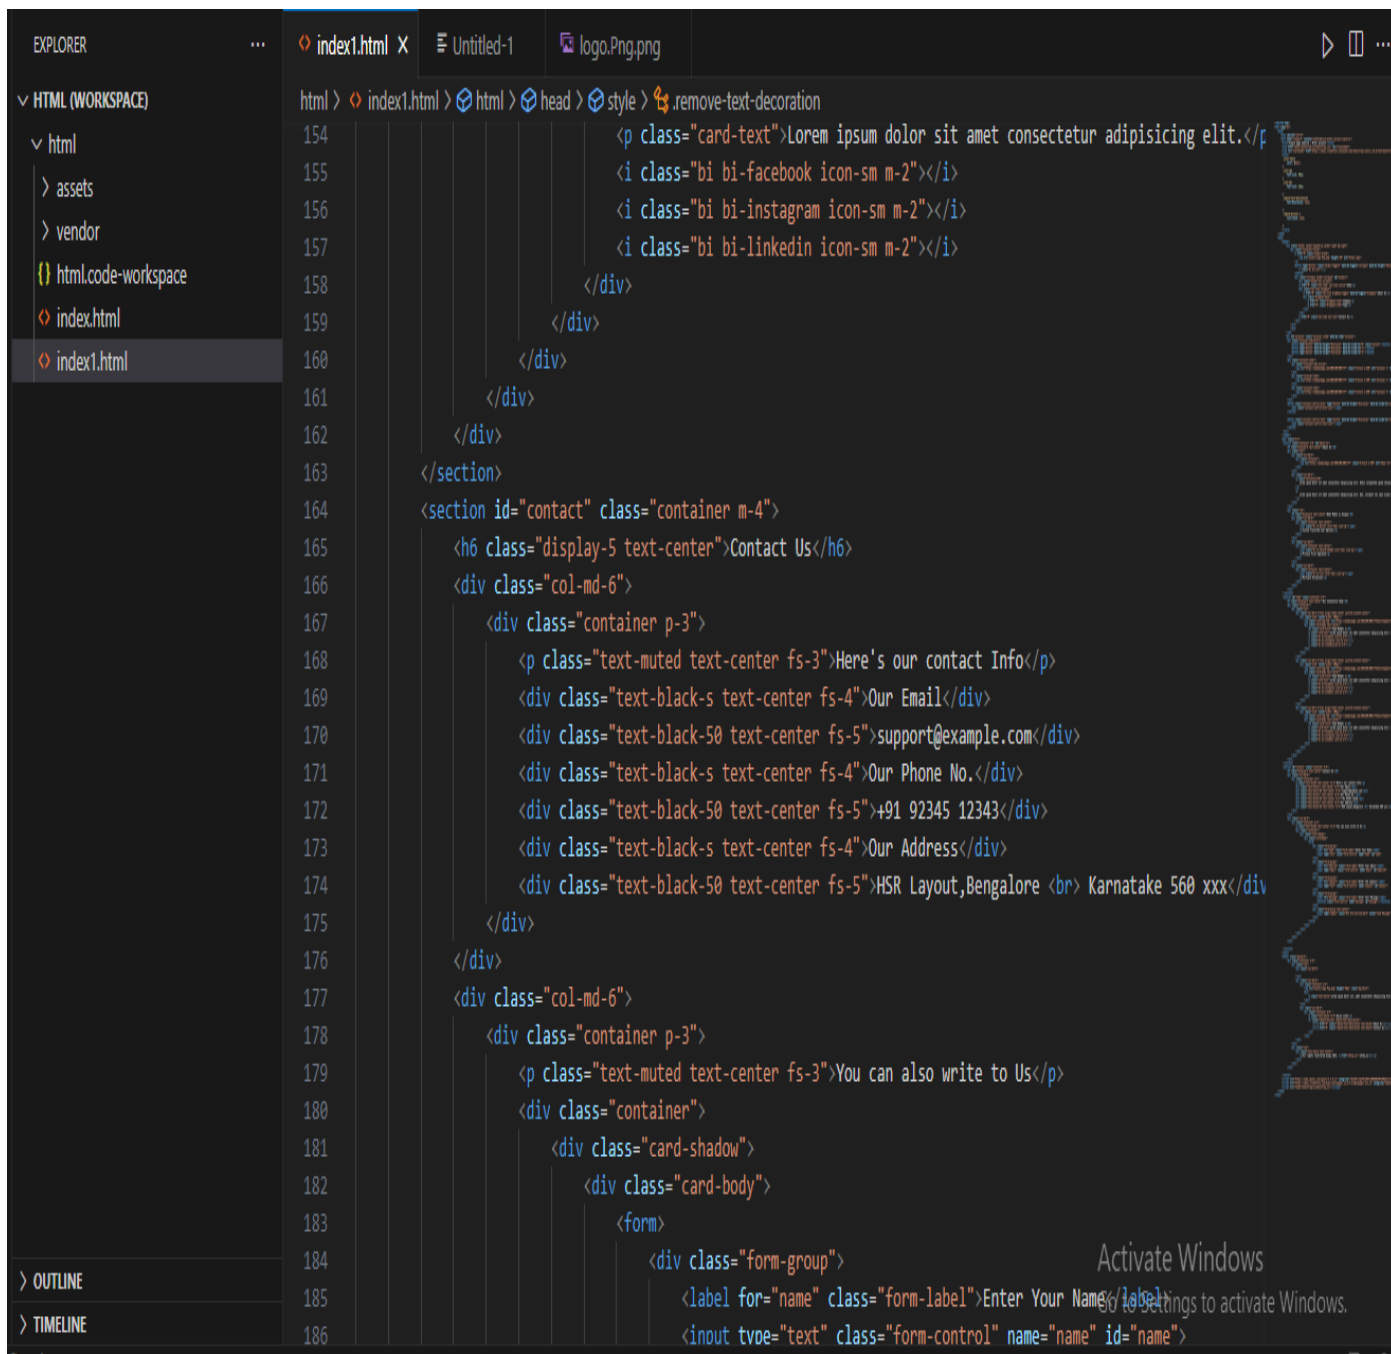 EXPLORER ...
index1.html X
Untitled-1
logo.Png.png
HTML (WORKSPACE)
html
assets
vendor
{} html.code-workspace
index.html
index1.html
OUTLINE
TIMELINE
html > index1.html > html > head > style > .remove-text-decoration
154 <p class="card-text">Lorem ipsum dolor sit amet consectetur adipisicing elit.</p
155 <i class="bi bi-facebook icon-sm m-2"></i>
156 <i class="bi bi-instagram icon-sm m-2"></i>
157 <i class="bi bi-linkedin icon-sm m-2"></i>
158 </div>
159 </div>
160 </div>
161 </div>
162 </div>
163 </section>
164 <section id="contact" class="container m-4">
165 <h6 class="display-5 text-center">Contact Us</h6>
166 <div class="col-md-6">
167 <div class="container p-3">
168 <p class="text-muted text-center fs-3">Here's our contact Info</p>
169 <div class="text-black-s text-center fs-4">Our Email</div>
170 <div class="text-black-50 text-center fs-5">support@example.com</div>
171 <div class="text-black-s text-center fs-4">Our Phone No.</div>
172 <div class="text-black-50 text-center fs-5">+91 92345 12343</div>
173 <div class="text-black-s text-center fs-4">Our Address</div>
174 <div class="text-black-50 text-center fs-5">HSR Layout,Bengalore <br> Karnatake 560 xxx</div
175 </div>
176 </div>
177 <div class="col-md-6">
178 <div class="container p-3">
179 <p class="text-muted text-center fs-3">You can also write to Us</p>
180 <div class="container">
181 <div class="card-shadow">
182 <div class="card-body">
183 <form>
184 <div class="form-group">
185 <label for="name" class="form-label">Enter Your Name</label>
186 <input type="text" class="form-control" name="name" id="name">
Activate Windows
Go to Settings to activate Windows.